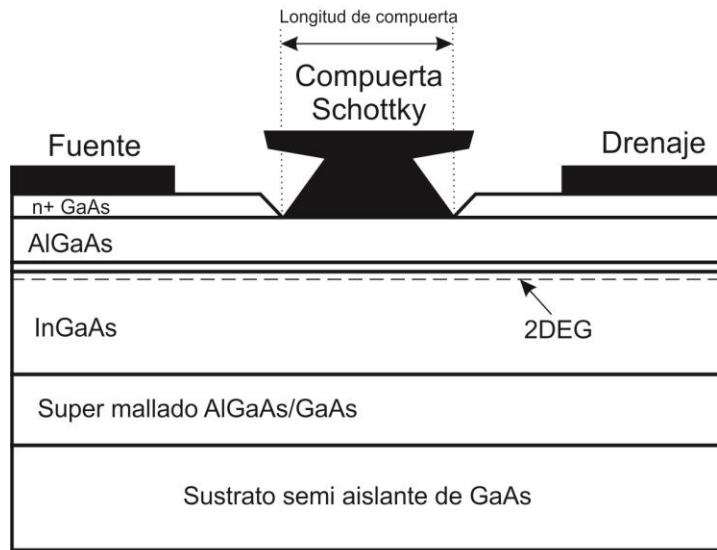 Longitud de compuerta
Compuerta
Schottky
Fuente
Drenaje
n+ GaAs
AlGaAs
2DEG
InGaAs
Super mallado AlGaAs/GaAs
Sustrato semi aislante de GaAs